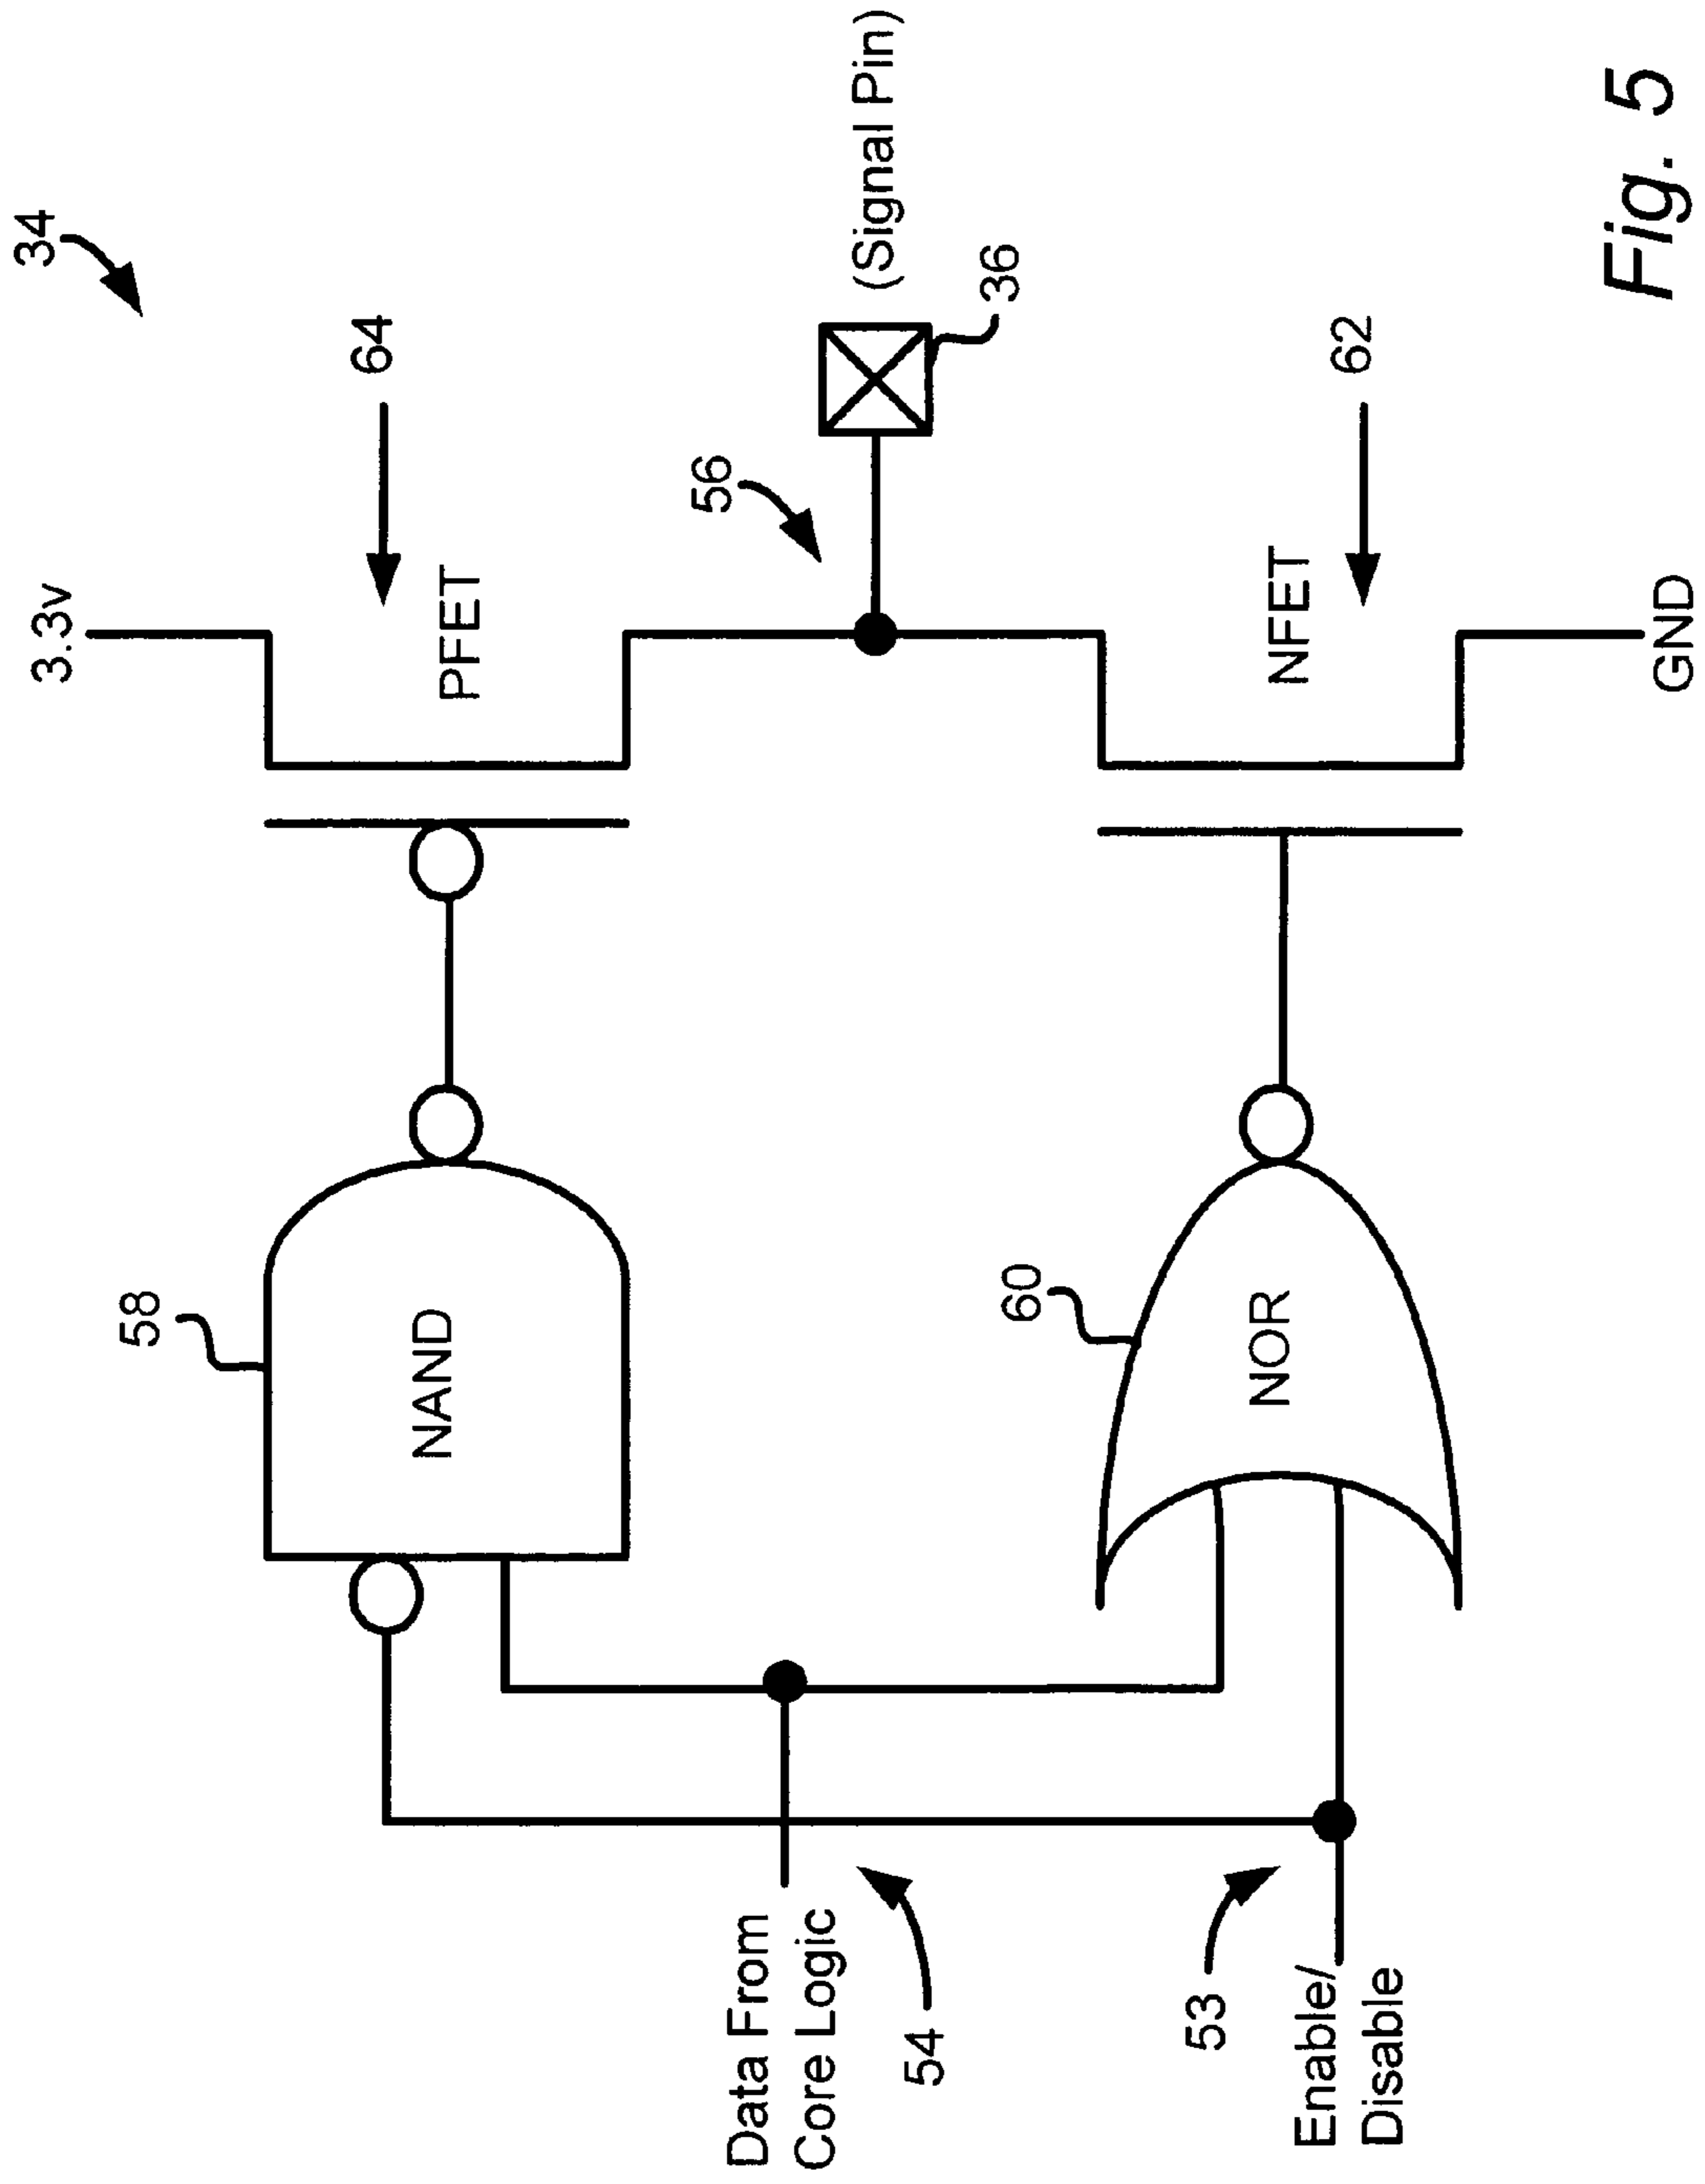 34
3.3v
64
PFET
58
NAND
56
(Signal Pin)
36
Data From
Core Logic
54
60
NOR
NFET
62
53
Enable/
Disable
GND
Fig. 5